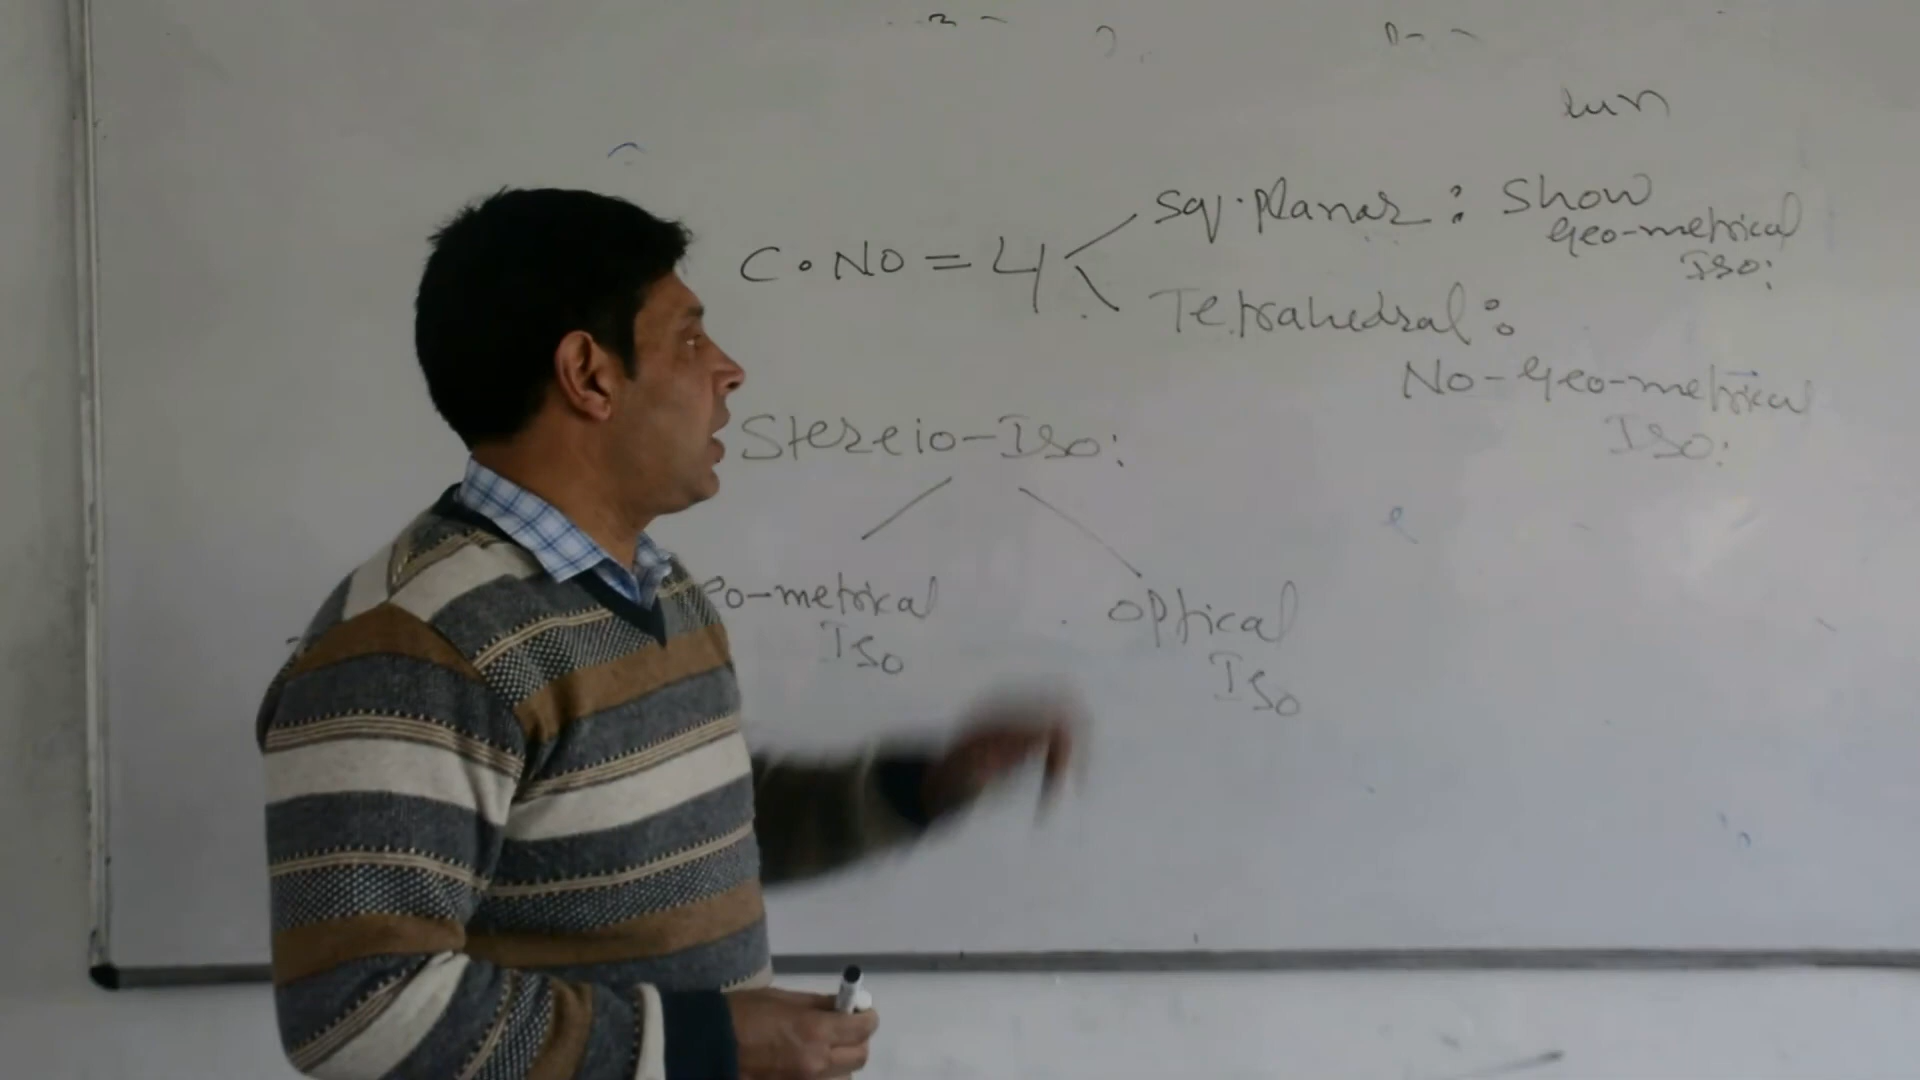 Sq.Planar : Show
Geo-metrical
Iso:
C.NO = 4
Tetrahedral :
No-Geo-metrical
Iso:
Stereio-Iso:
eo-metrical
Iso
optical
Iso